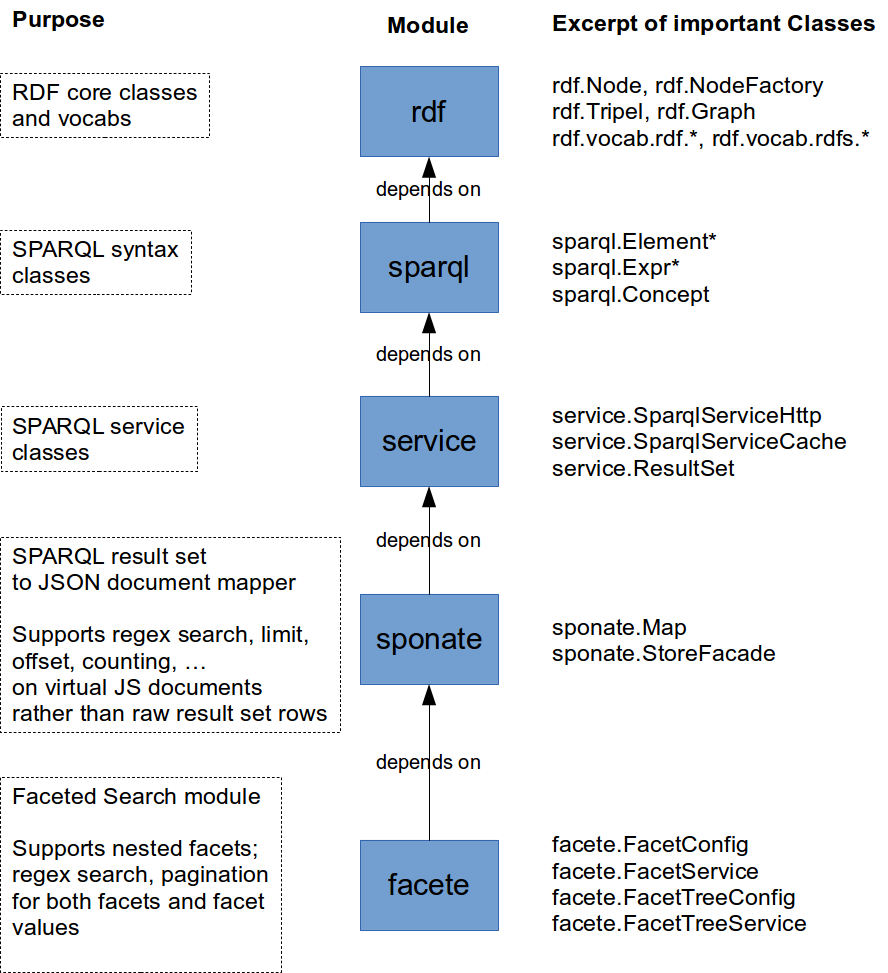 Purpose
Module
Excerpt of important Classes
RDF core classes
and vocabs
rdf
rdf.Node, rdf.NodeFactory
rdf.Tripel, rdf.Graph
rdf.vocab.rdf.*, rdf.vocab.rdfs.*
depends on
SPARQL syntax
classes
sparql
sparql.Element*
sparql.Expr*
sparql.Concept
depends on
SPARQL service
classes
service
service.SparqlServiceHttp
service.SparqlServiceCache
service.ResultSet
depends on
SPARQL result set
to JSON document mapper
Supports regex search, limit,
offset, counting, …
on virtual JS documents
rather than raw result set rows
sponate
sponate.Map
sponate.StoreFacade
depends on
Faceted Search module
Supports nested facets;
regex search, pagination
for both facets and facet
values
facete
facete.FacetConfig
facete.FacetService
facete.FacetTreeConfig
facete.FacetTreeService